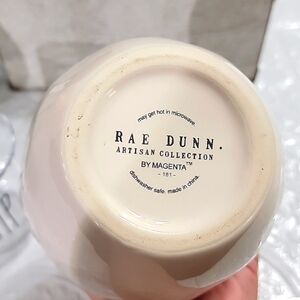 may get hot in microwave.
RAE DUNN.
ARTISAN COLLECTION
BY MAGENTA™
- 181 -
dishwasher safe. made in china.